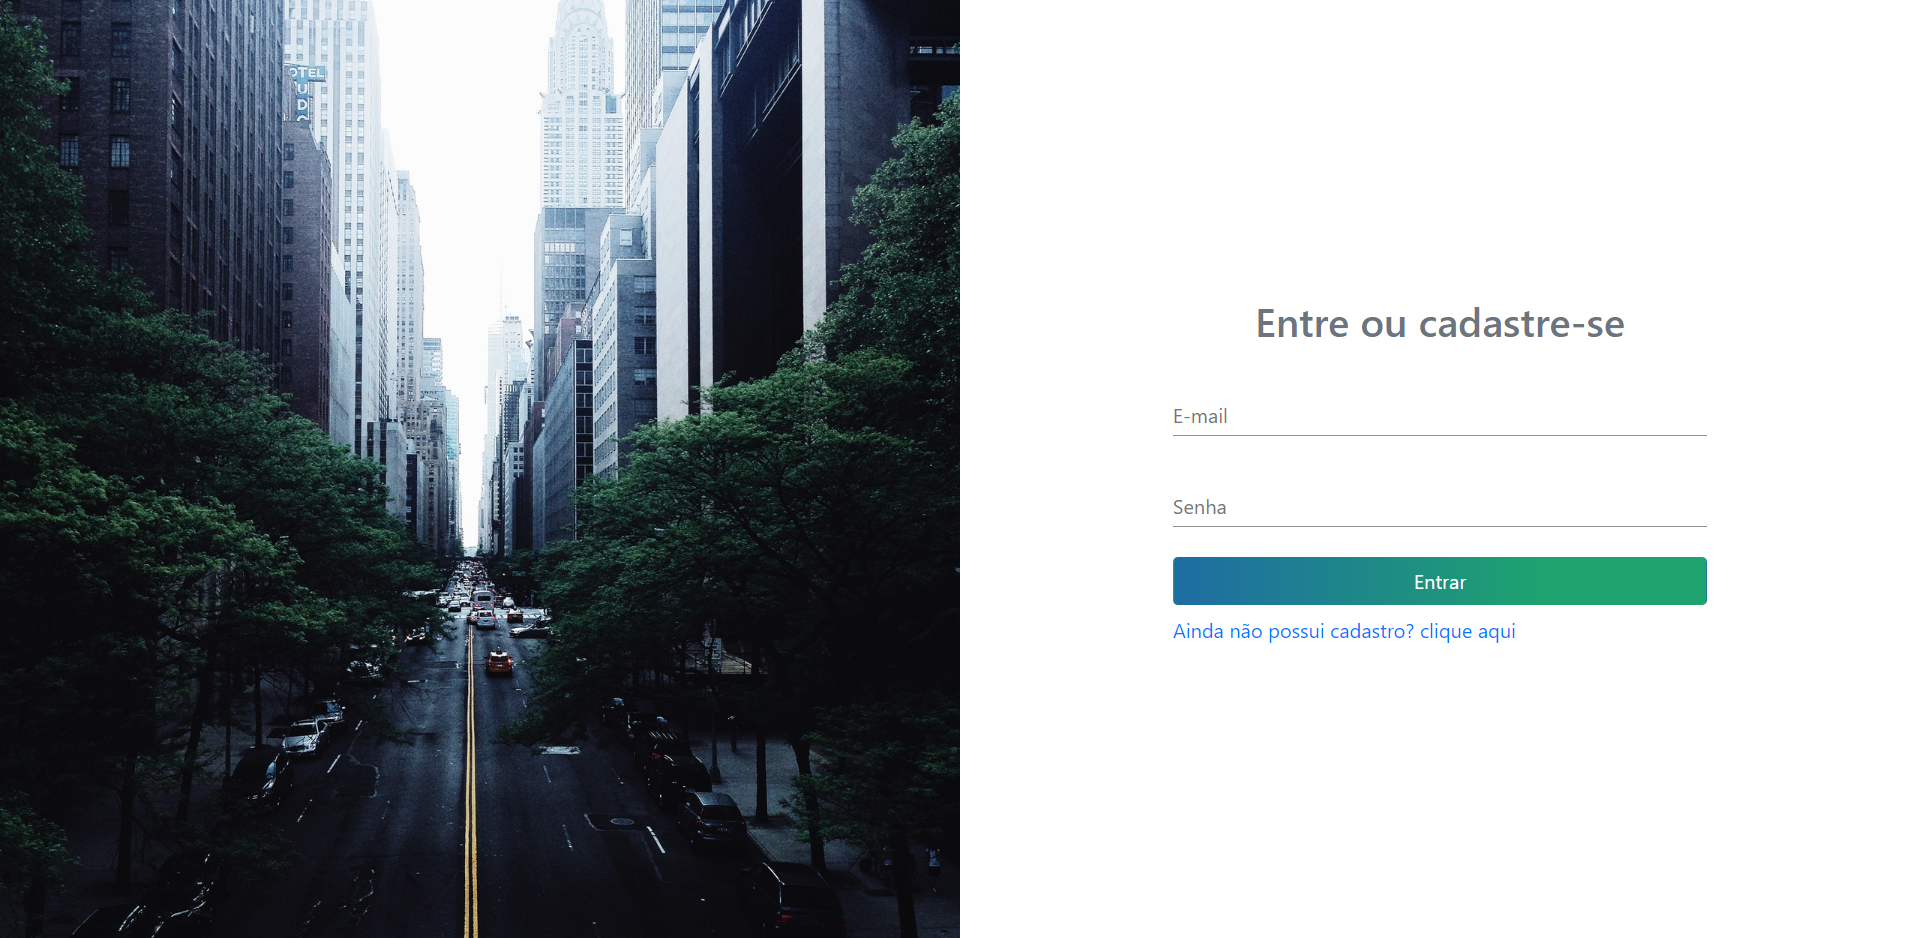 OTEL
Entre ou cadastre-se
E-mail
Senha
Entrar
Ainda não possui cadastro? clique aqui